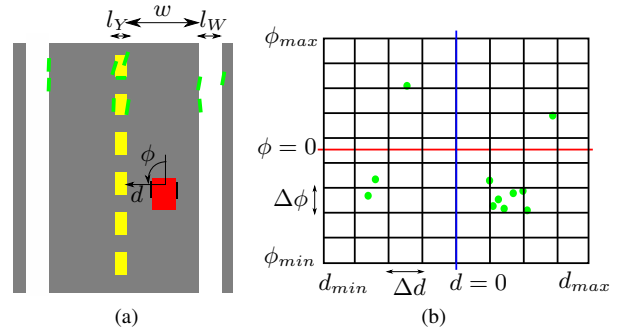 l_Y w l_W
ϕ
d
(a)
ϕ_max
ϕ = 0
Δϕ
ϕ_min
d_min Δd d = 0 d_max
(b)